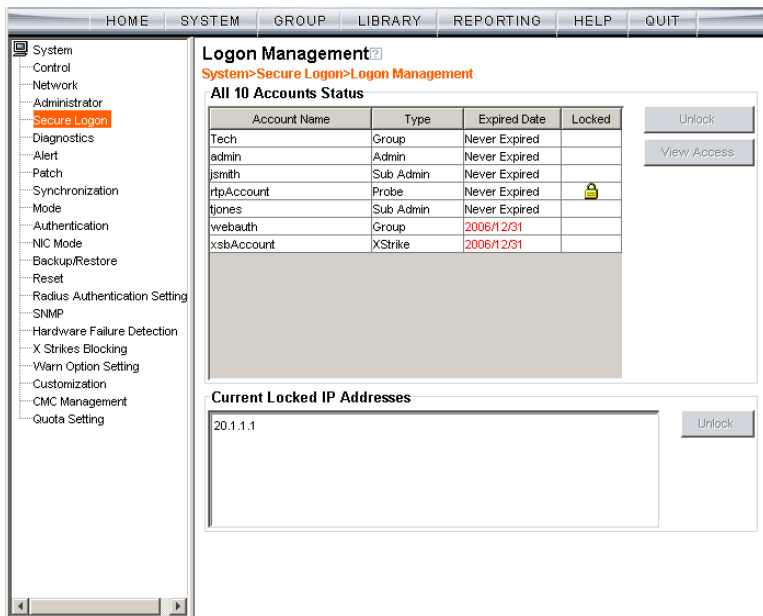 HOME SYSTEM GROUP LIBRARY REPORTING HELP QUIT
System
Control
Network
Administrator
Secure Logon
Diagnostics
Alert
Patch
Synchronization
Mode
Authentication
NIC Mode
Backup/Restore
Reset
Radius Authentication Setting
SNMP
Hardware Failure Detection
X Strikes Blocking
Warn Option Setting
Customization
CMC Management
Quota Setting
Logon Management?
System>Secure Logon>Logon Management
All 10 Accounts Status
Account Name Type Expired Date Locked
Tech Group Never Expired
admin Admin Never Expired
jsmith Sub Admin Never Expired
rtpAccount Probe Never Expired
tjones Sub Admin Never Expired
webauth Group 2006/12/31
xsbAccount XStrike 2006/12/31
Unlock
View Access
Current Locked IP Addresses
20.1.1.1
Unlock